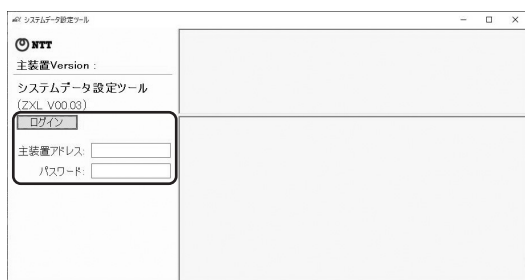 システムデータ設定ツール
NTT
主装置Version :
システムデータ設定ツール
(ZXL V00.03)
ログイン
主装置アドレス:
パスワード: